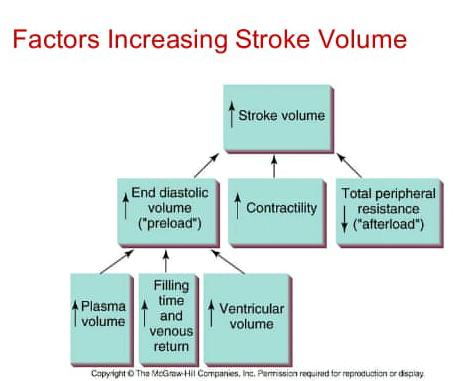 Factors Increasing Stroke Volume
↑ Stroke volume
↑ End diastolic
volume
("preload")
↑ Contractility
Total peripheral
resistance
↓ ("afterload")
↑ Plasma
volume
Filling
↑ time
and
venous
return
↑ Ventricular
volume
Copyright © The McGraw-Hill Companies, Inc. Permission required for reproduction or display.